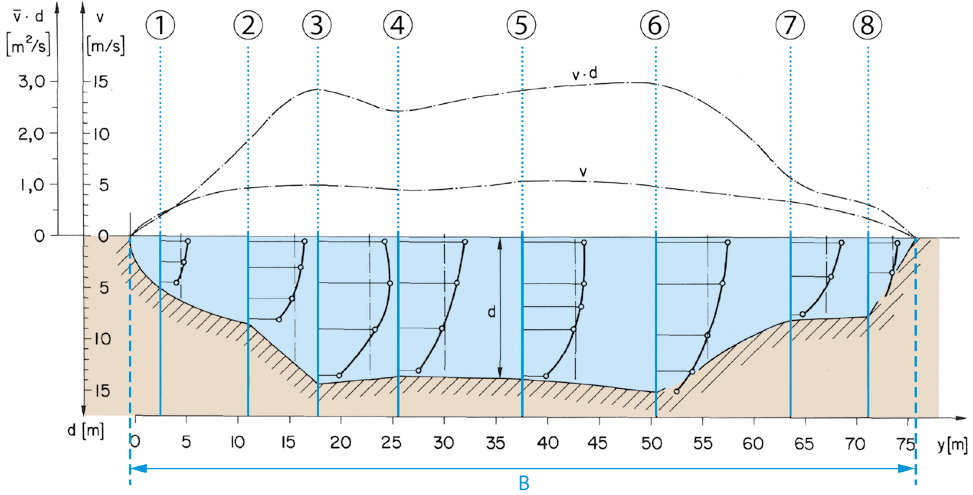 v̄·d v ① ② ③ ④ ⑤ ⑥ ⑦ ⑧
[m²/s] [m/s]
3,0 15
v·d
2,0 10
1,0 5
v
0 0
5
d
10
15
d [m] 0 5 10 15 20 25 30 35 40 45 50 55 60 65 70 75 y [m]
B